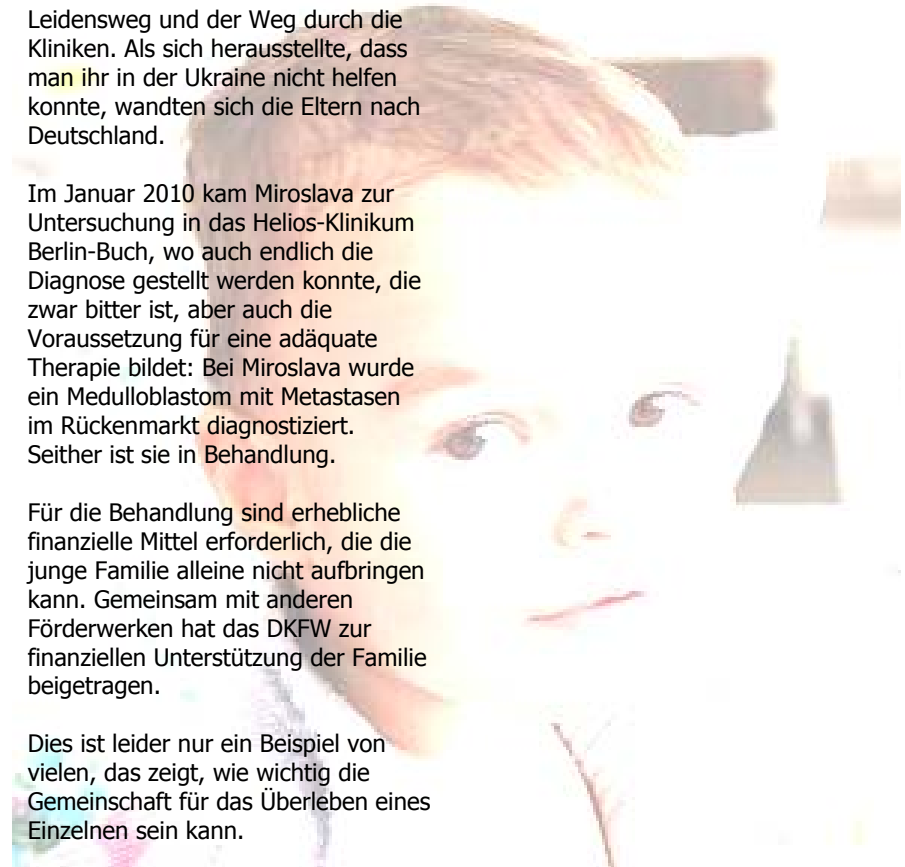 Leidensweg und der Weg durch die
Kliniken. Als sich herausstellte, dass
man ihr in der Ukraine nicht helfen
konnte, wandten sich die Eltern nach
Deutschland.
Im Januar 2010 kam Miroslava zur
Untersuchung in das Helios-Klinikum
Berlin-Buch, wo auch endlich die
Diagnose gestellt werden konnte, die
zwar bitter ist, aber auch die
Voraussetzung für eine adäquate
Therapie bildet: Bei Miroslava wurde
ein Medulloblastom mit Metastasen
im Rückenmarkt diagnostiziert.
Seither ist sie in Behandlung.
Für die Behandlung sind erhebliche
finanzielle Mittel erforderlich, die die
junge Familie alleine nicht aufbringen
kann. Gemeinsam mit anderen
Förderwerken hat das DKFW zur
finanziellen Unterstützung der Familie
beigetragen.
Dies ist leider nur ein Beispiel von
vielen, das zeigt, wie wichtig die
Gemeinschaft für das Überleben eines
Einzelnen sein kann.